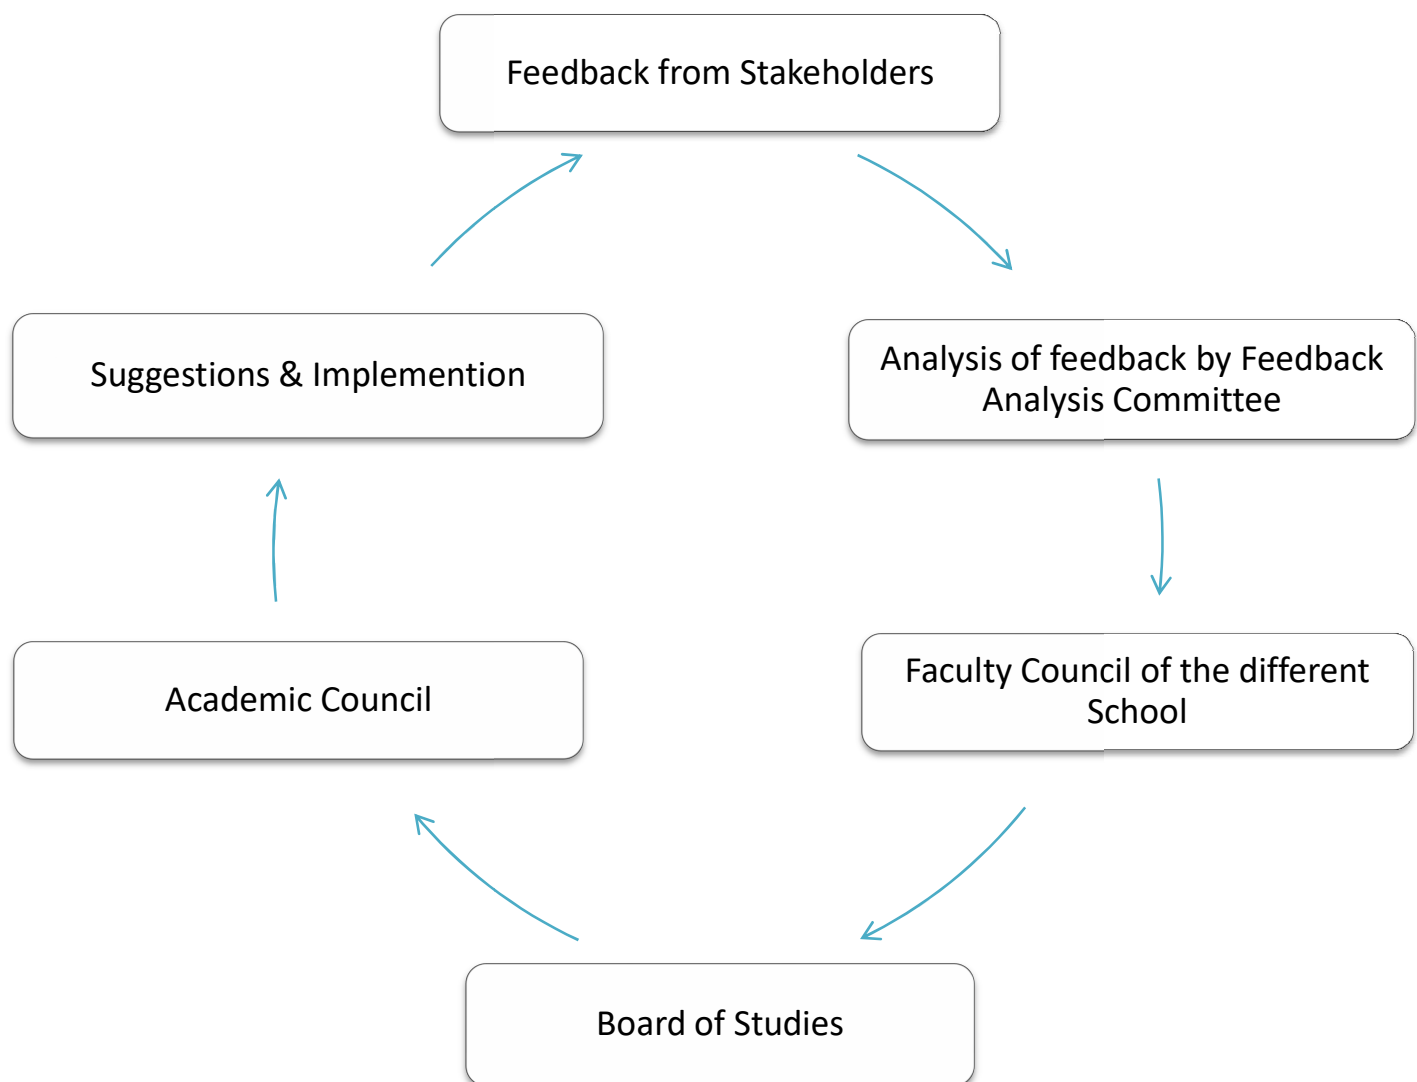 Feedback from Stakeholders
Analysis of feedback by Feedback
Analysis Committee
Faculty Council of the different
School
Board of Studies
Academic Council
Suggestions & Implemention